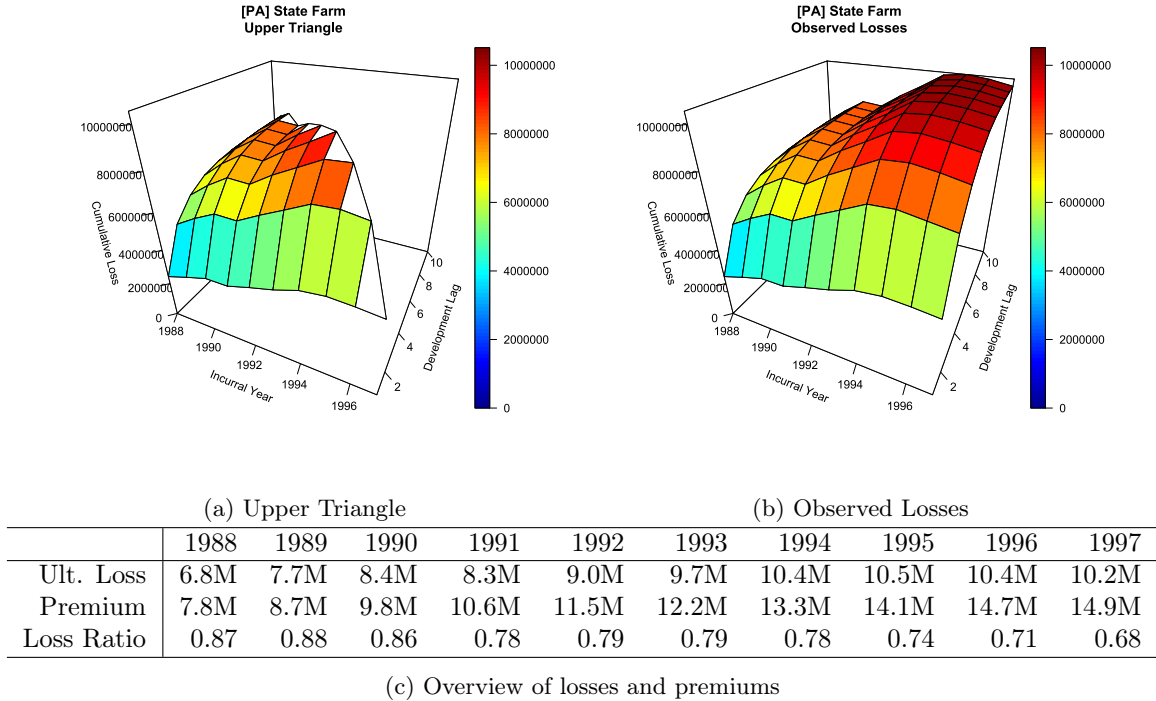 [PA] State Farm
Upper Triangle
10000000
8000000
6000000
4000000
2000000
0
Cumulative Loss
1988
1990
1992
1994
1996
Incurral Year
2
4
6
8
10
Development Lag
10000000
8000000
6000000
4000000
2000000
0
[PA] State Farm
Observed Losses
10000000
8000000
6000000
4000000
2000000
0
Cumulative Loss
1988
1990
1992
1994
1996
Incurral Year
2
4
6
8
10
Development Lag
10000000
8000000
6000000
4000000
2000000
0
(a) Upper Triangle
(b) Observed Losses
1988 1989 1990 1991 1992 1993 1994 1995 1996 1997
Ult. Loss 6.8M 7.7M 8.4M 8.3M 9.0M 9.7M 10.4M 10.5M 10.4M 10.2M
Premium 7.8M 8.7M 9.8M 10.6M 11.5M 12.2M 13.3M 14.1M 14.7M 14.9M
Loss Ratio 0.87 0.88 0.86 0.78 0.79 0.79 0.78 0.74 0.71 0.68
(c) Overview of losses and premiums